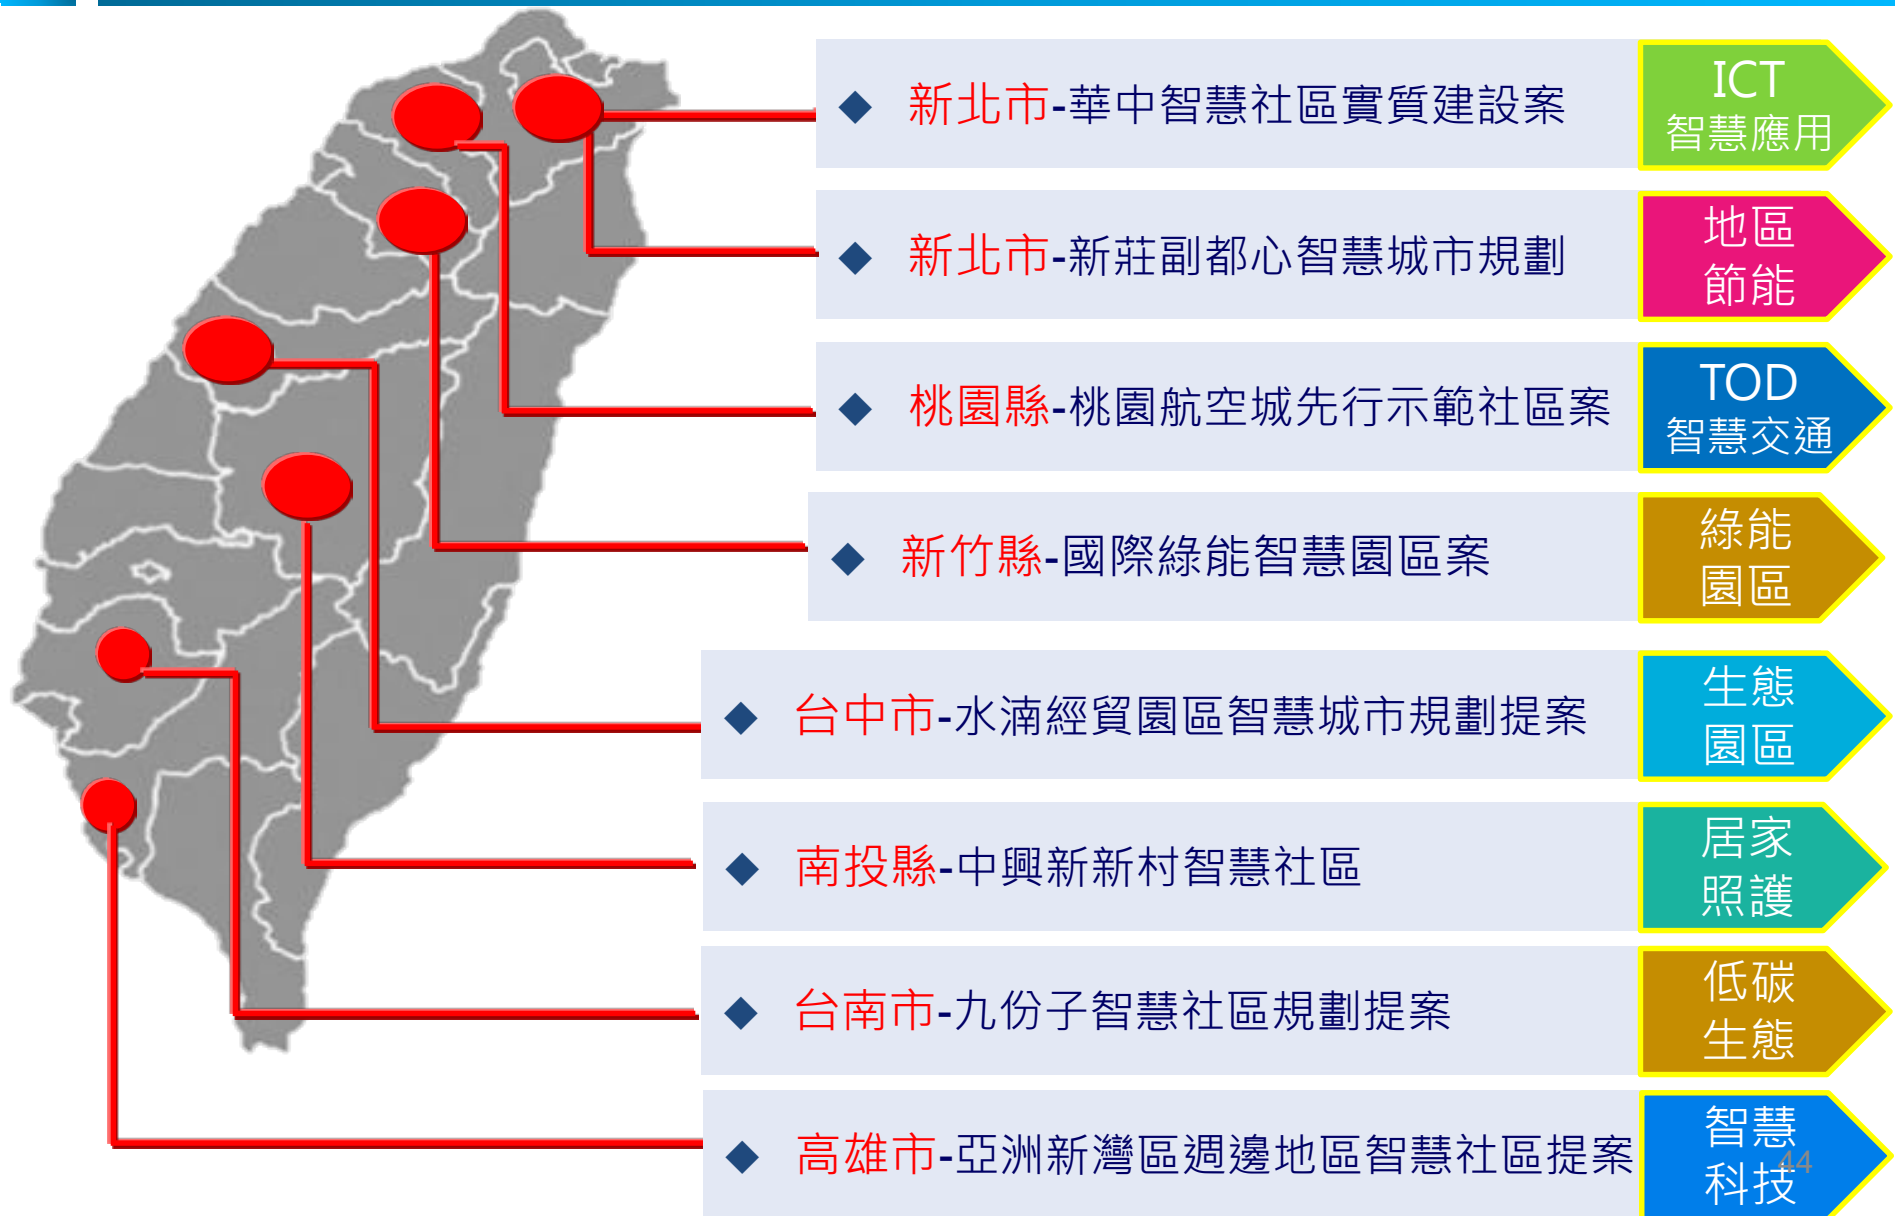 ◆ 新北市-華中智慧社區實質建設案
ICT
智慧應用
◆ 新北市-新莊副都心智慧城市規劃
地區
節能
◆ 桃園縣-桃園航空城先行示範社區案
TOD
智慧交通
◆ 新竹縣-國際綠能智慧園區案
綠能
園區
◆ 台中市-水湳經貿園區智慧城市規劃提案
生態
園區
◆ 南投縣-中興新新村智慧社區
居家
照護
◆ 台南市-九份子智慧社區規劃提案
低碳
生態
◆ 高雄市-亞洲新灣區週邊地區智慧社區提案
智慧
科技
44